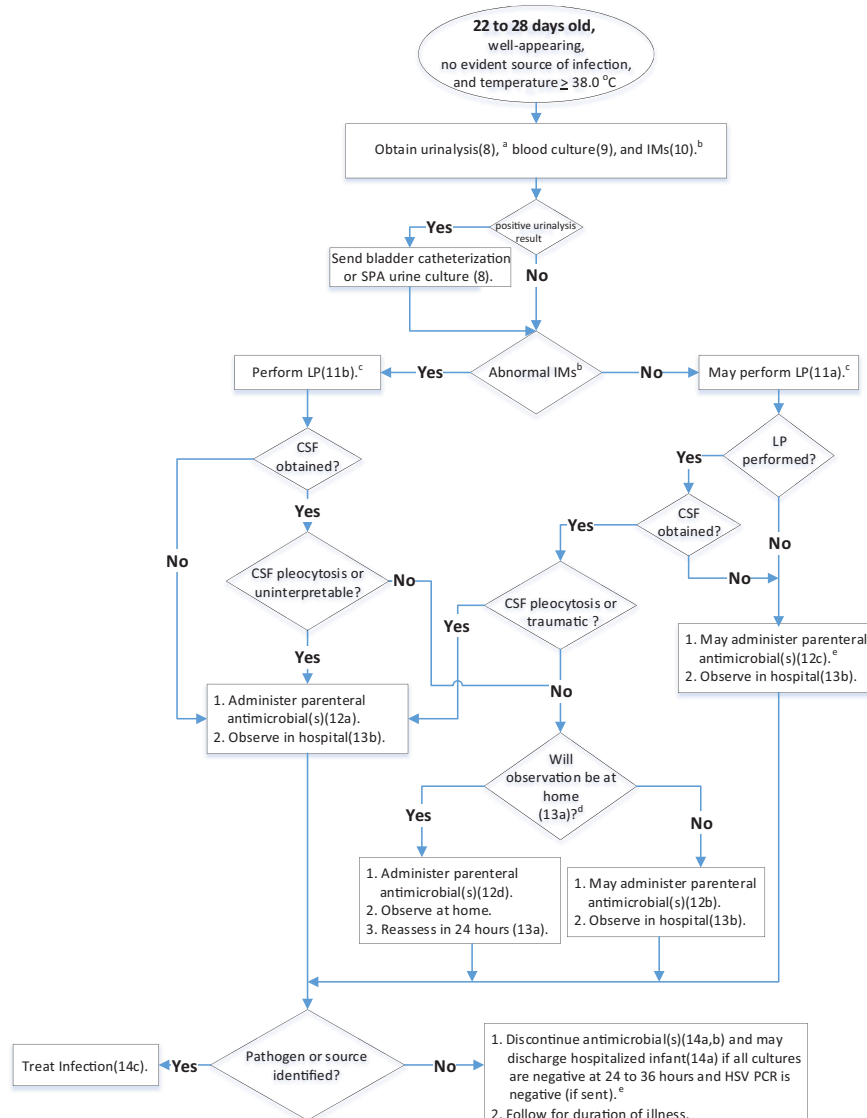 22 to 28 days old,
well-appearing,
no evident source of infection,
and temperature ≥ 38.0 °C
Obtain urinalysis(8), a blood culture(9), and IMs(10).b
positive urinalysis
result
Yes
No
Send bladder catheterization
or SPA urine culture (8).
Abnormal IMsb
Yes
No
Perform LP(11b).c
May perform LP(11a).c
CSF
obtained?
LP
performed?
Yes
No
Yes
No
CSF
obtained?
Yes
No
CSF pleocytosis or
uninterpretable?
No
Yes
CSF pleocytosis or
traumatic ?
Yes
No
1. May administer parenteral
antimicrobial(s)(12c).e
2. Observe in hospital(13b).
1. Administer parenteral
antimicrobial(s)(12a).
2. Observe in hospital(13b).
Will
observation be at
home
(13a)?d
Yes
No
1. Administer parenteral
antimicrobial(s)(12d).
2. Observe at home.
3. Reassess in 24 hours (13a).
1. May administer parenteral
antimicrobial(s)(12b).
2. Observe in hospital(13b).
Pathogen or source
identified?
Yes
No
Treat Infection(14c).
1. Discontinue antimicrobial(s)(14a,b) and may
discharge hospitalized infant(14a) if all cultures
are negative at 24 to 36 hours and HSV PCR is
negative (if sent).e
2. Follow for duration of illness.